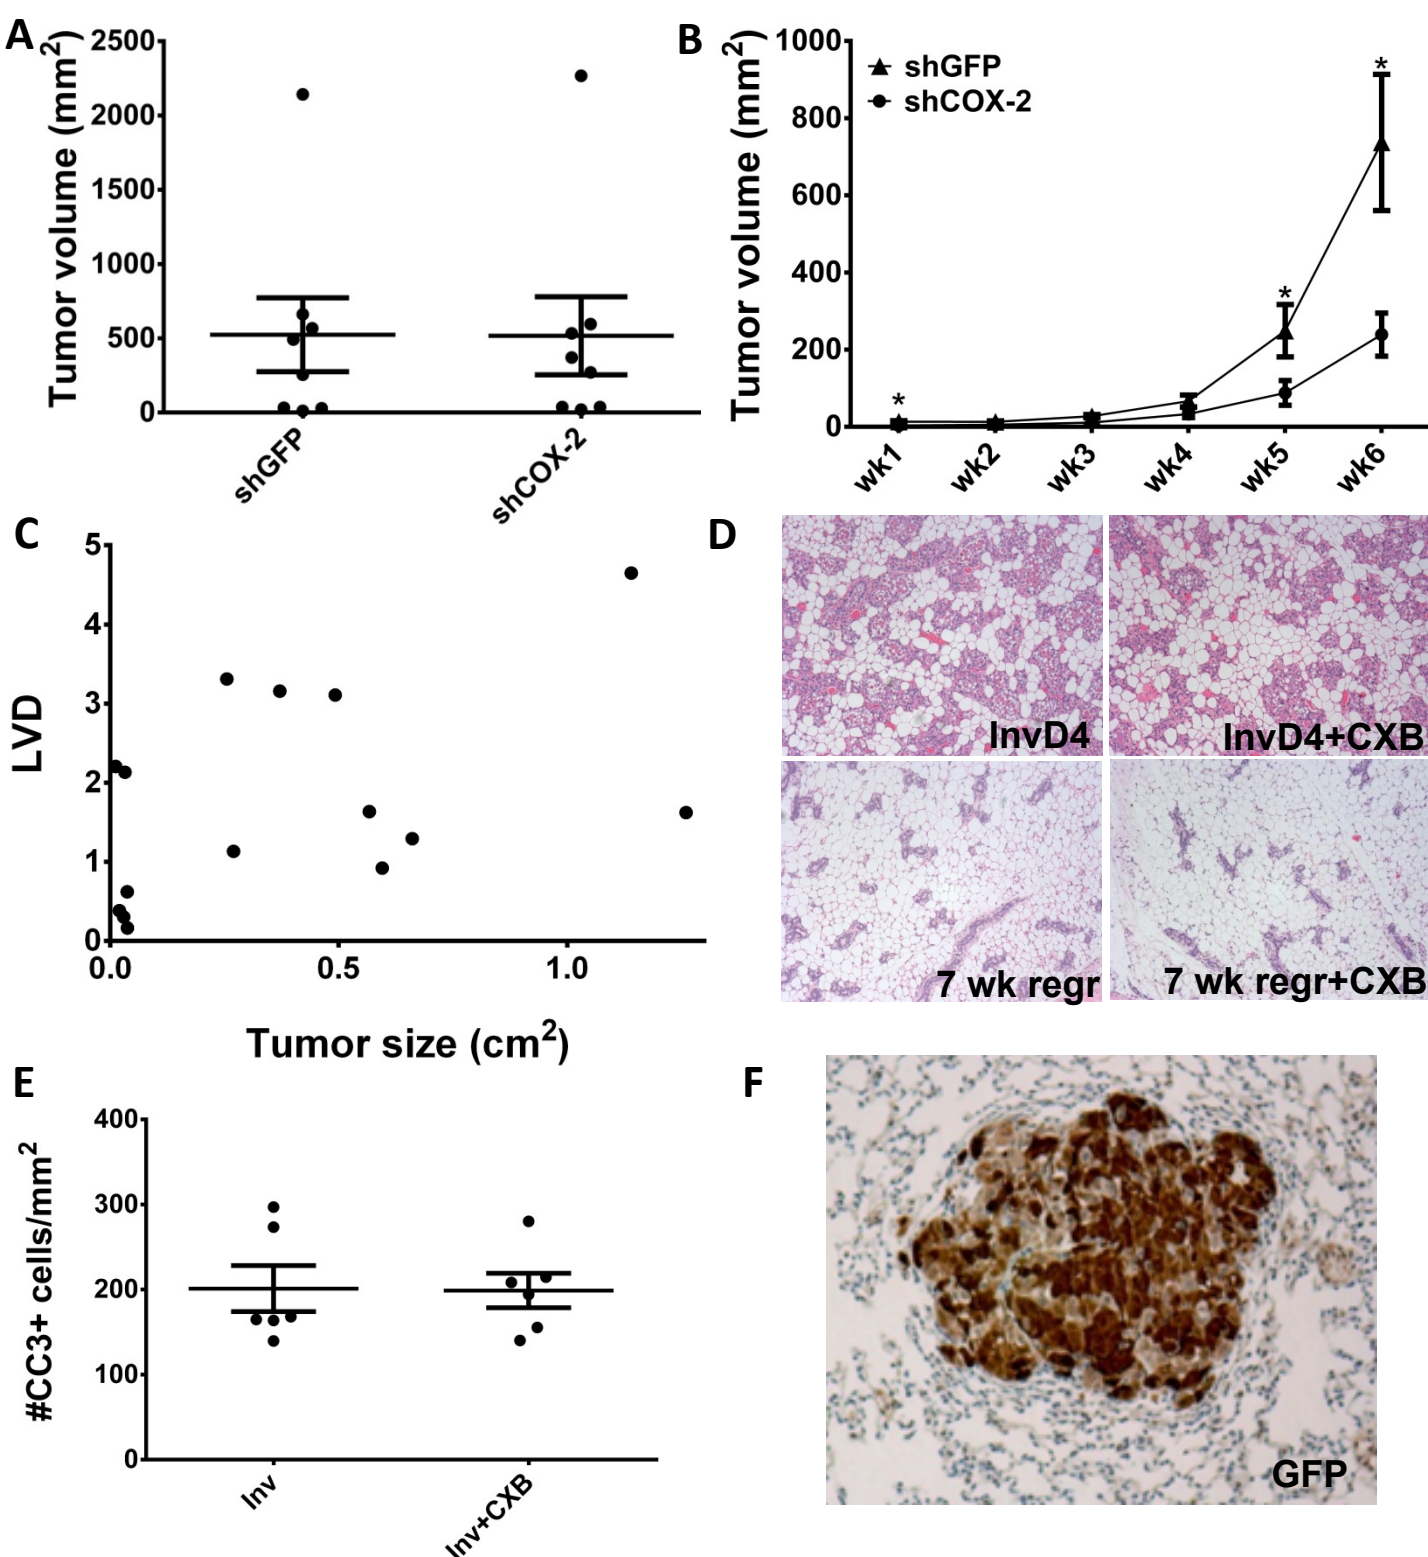 A
Tumor volume (mm2)
2500
2000
1500
1000
500
0
shGFP
shCOX-2
B
Tumor volume (mm2)
1000
800
600
400
200
0
shGFP
shCOX-2
*
*
*
wk1
wk2
wk3
wk4
wk5
wk6
C
LVD
5
4
3
2
1
0
0.0
0.5
1.0
Tumor size (cm2)
D
InvD4
InvD4+CXB
7 wk regr
7 wk regr+CXB
E
#CC3+ cells/mm2
400
300
200
100
0
Inv
Inv+CXB
F
GFP